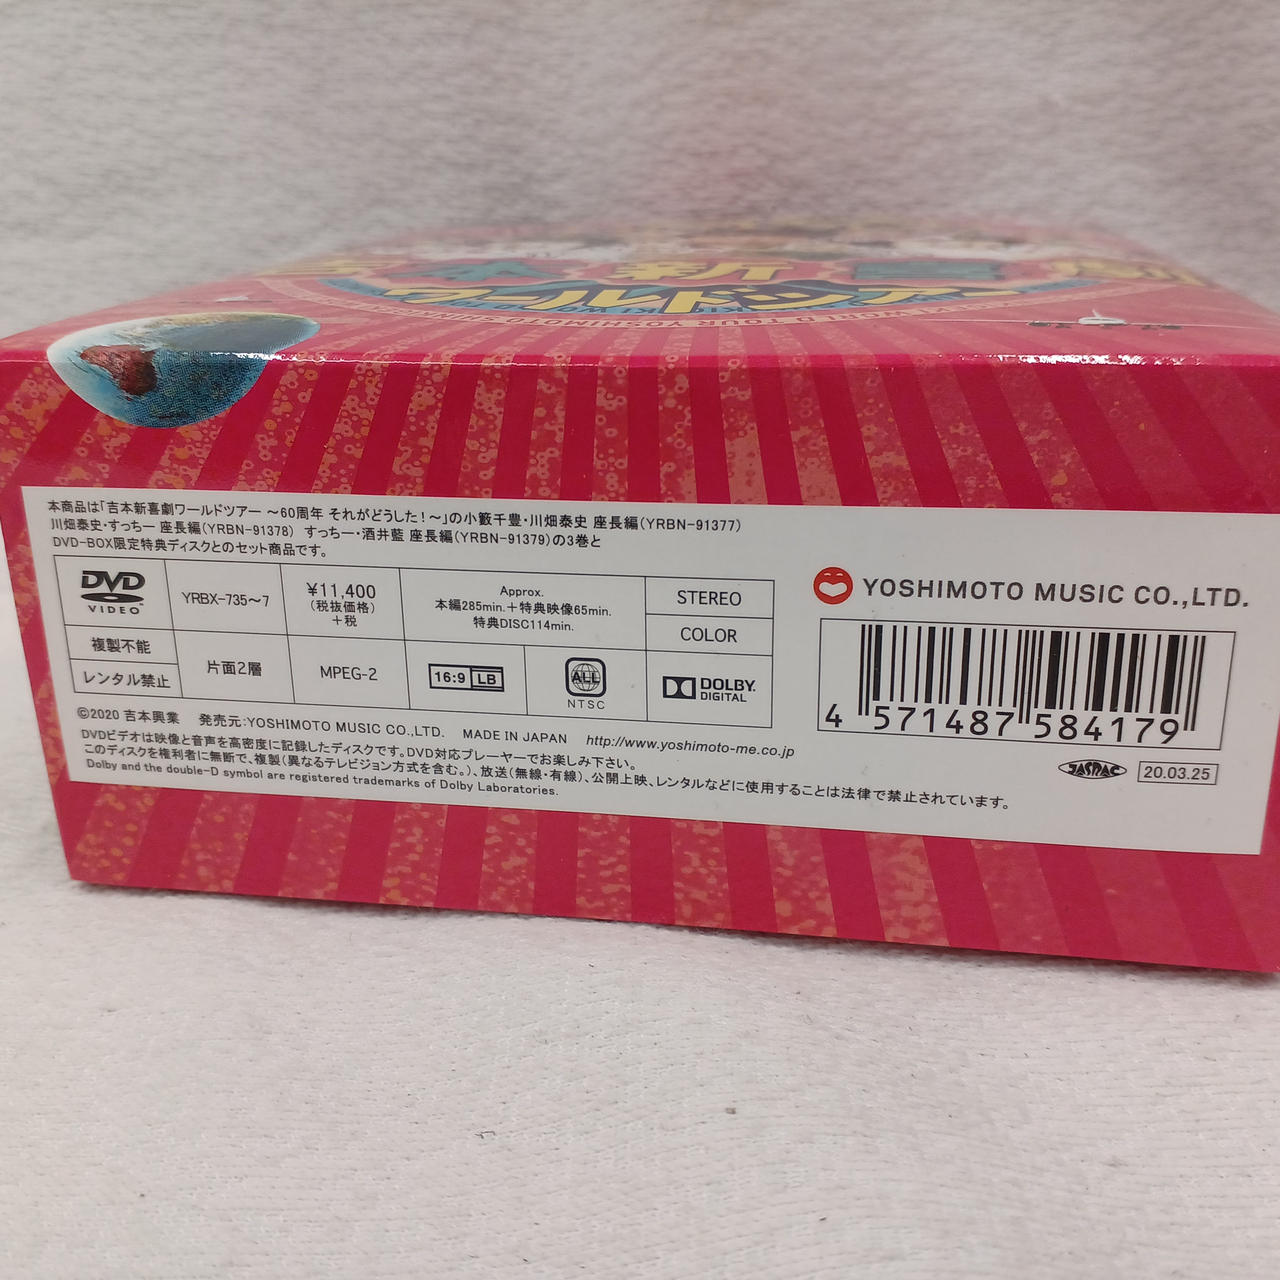 吉本新喜劇
ワールドツアー
WORLD TOUR YOSHIMOTO SHINKI
本商品は「吉本新喜劇ワールドツアー ～60周年 それがどうした！～」の小籔千豊・川畑泰史 座長編(YRBN-91377)
川畑泰史・すっちー 座長編(YRBN-91378) すっちー・酒井藍 座長編(YRBN-91379)の3巻と
DVD-BOX限定特典ディスクとのセット商品です。
DVD
VIDEO
YRBX-735～7
¥11,400
(税抜価格)
+税
Approx.
本編285min.+特典映像65min.
特典DISC114min.
STEREO
COLOR
複製不能
レンタル禁止
片面2層
MPEG-2
16:9 LB
ALL
NTSC
DOLBY.
DIGITAL
YOSHIMOTO MUSIC CO.,LTD.
4 571487 584179
JASRAC
20.03.25
©2020 吉本興業 発売元:YOSHIMOTO MUSIC CO.,LTD. MADE IN JAPAN http://www.yoshimoto-me.co.jp
DVDビデオは映像と音声を高密度に記録したディスクです。DVD対応プレーヤーでお楽しみ下さい。
このディスクを権利者に無断で、複製(異なるテレビジョン方式を含む。)、放送(無線・有線)、公開上映、レンタルなどに使用することは法律で禁止されています。
Dolby and the double-D symbol are registered trademarks of Dolby Laboratories.